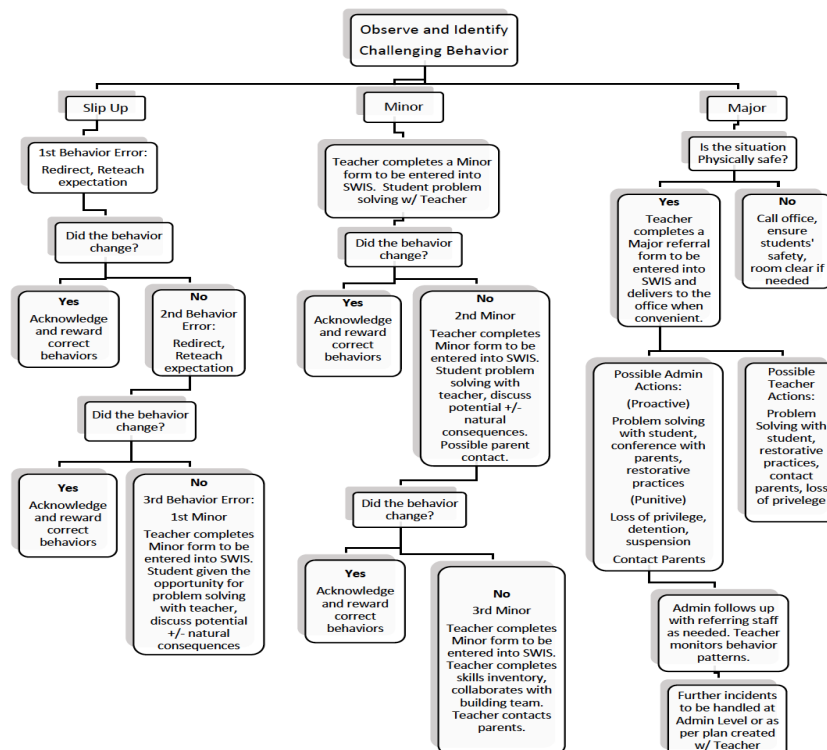 Observe and Identify
Challenging Behavior
Slip Up
Minor
Major
1st Behavior Error:
Redirect, Reteach
expectation
Teacher completes a Minor
form to be entered into
SWIS.  Student problem
solving w/ Teacher
Is the situation
Physically safe?
Yes
Teacher
completes a
Major referral
form to be
entered into
SWIS and
delivers to the
office when
convenient.
No
Call office,
ensure
students'
safety,
room clear if
needed
Did the behavior
change?
Yes
Acknowledge
and reward
correct
behaviors
No
2nd Behavior
Error:
Redirect,
Reteach
expectation
Did the behavior
change?
Yes
Acknowledge
and reward
correct
behaviors
No
2nd Minor
Teacher completes
Minor form to be
entered into SWIS.
Student problem
solving with
teacher, discuss
potential +/-
natural
consequences.
Possible parent
contact.
Possible Admin
Actions:
(Proactive)
Problem solving
with student,
conference with
parents,
restorative
practices
(Punitive)
Loss of privilege,
detention,
suspension
Contact Parents
Possible
Teacher
Actions:
Problem
Solving with
student,
restorative
practices,
contact
parents, loss
of privelege
Did the behavior
change?
Yes
Acknowledge
and reward
correct
behaviors
No
3rd Behavior Error:
1st Minor
Teacher completes
Minor form to be
entered into SWIS.
Student given the
opportunity for
problem solving
with teacher,
discuss potential
+/- natural
consequences
Did the behavior
change?
Yes
Acknowledge
and reward
correct
behaviors
No
3rd Minor
Teacher completes
Minor form to be
entered into SWIS.
Teacher completes
skills inventory,
collaborates with
building team.
Teacher contacts
parents.
Admin follows up
with referring staff
as needed. Teacher
monitors behavior
patterns.
Further incidents
to be handled at
Admin Level or as
per plan created
w/ Teacher